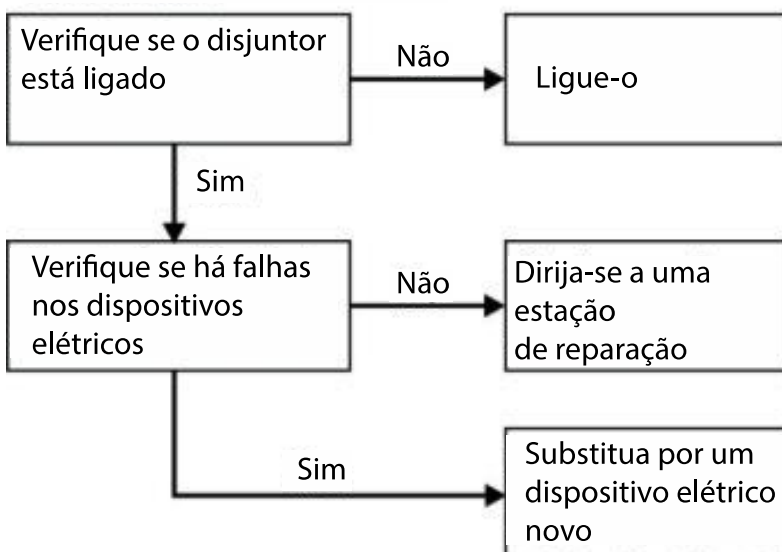 Verifique se o disjuntor
está ligado
Não
Ligue-o
Sim
Verifique se há falhas
nos dispositivos
elétricos
Não
Dirija-se a uma
estação
de reparação
Sim
Substitua por um
dispositivo elétrico
novo